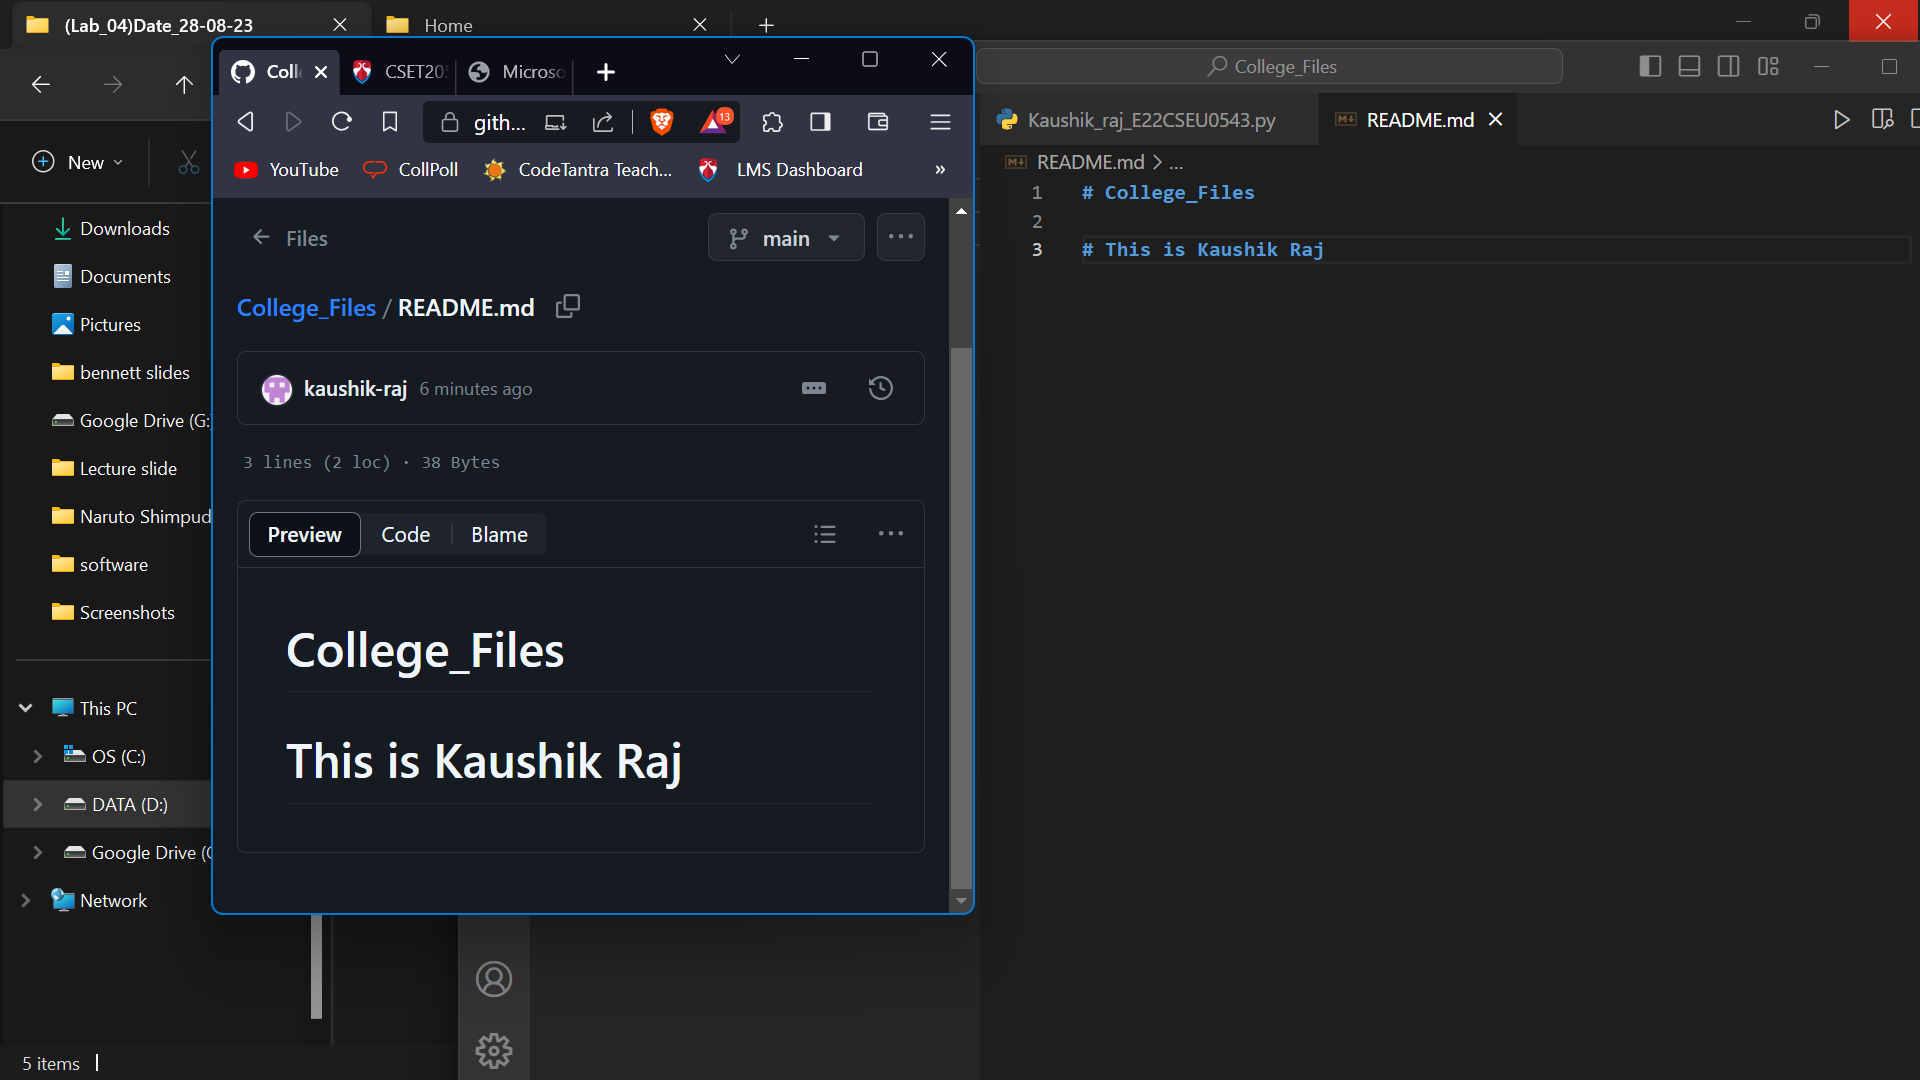 (Lab_04)Date_28-08-23
Home
New
Downloads
Documents
Pictures
bennett slides
Google Drive (G:
Lecture slide
Naruto Shimpud
software
Screenshots
This PC
OS (C:)
DATA (D:)
Google Drive (
Network
5 items
Coll
CSET20
Microso
gith...
13
YouTube
CollPoll
CodeTantra Teach...
LMS Dashboard
»
Files
main
College_Files / README.md
kaushik-raj 6 minutes ago
3 lines (2 loc) · 38 Bytes
Preview
Code
Blame
College_Files
This is Kaushik Raj
College_Files
Kaushik_raj_E22CSEU0543.py
README.md
README.md > ...
1 # College_Files
2
3 # This is Kaushik Raj